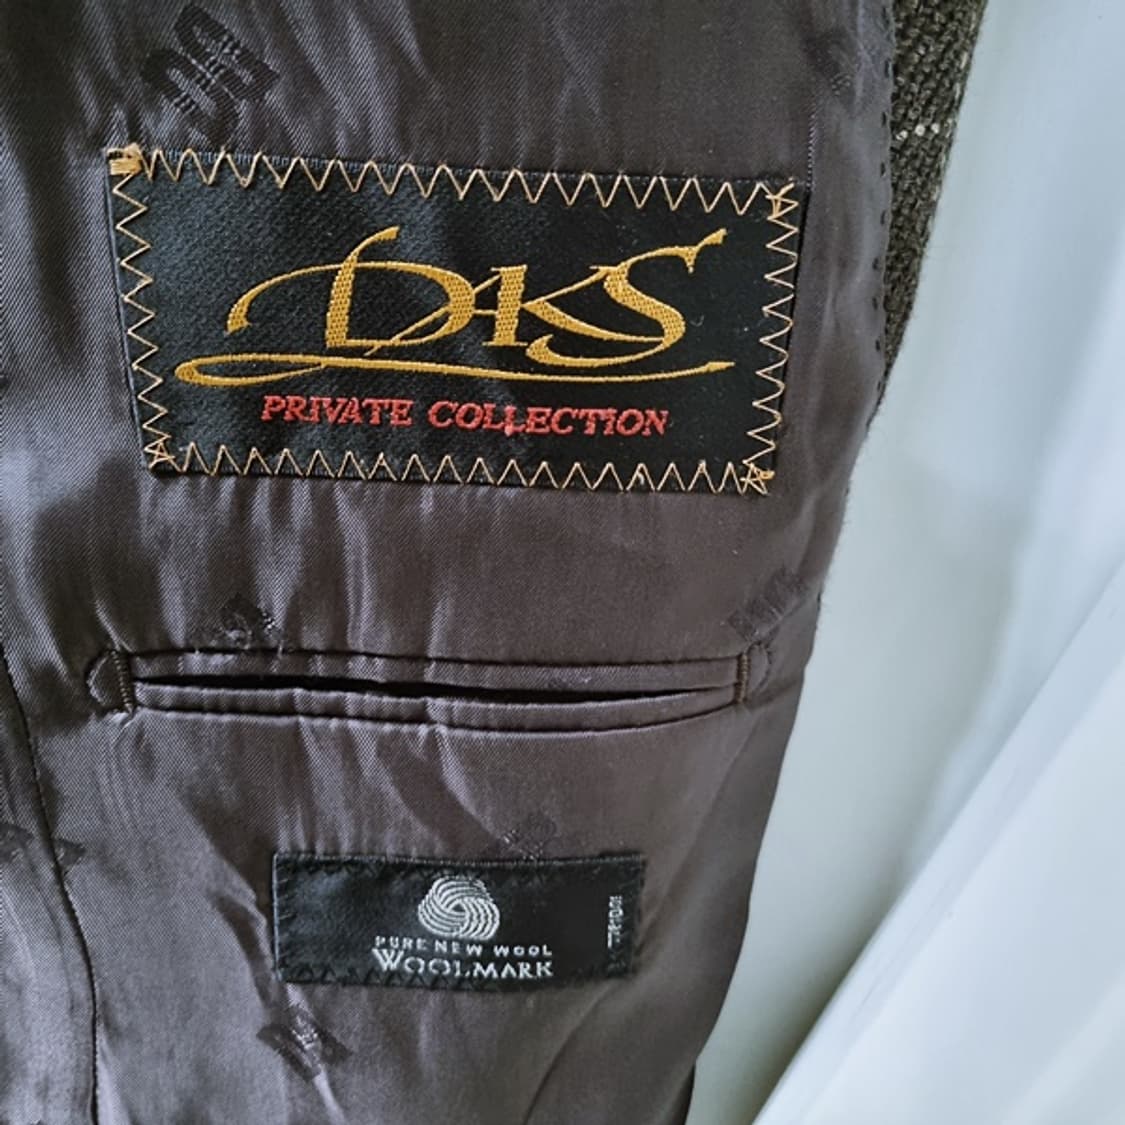 DAKS
PRIVATE COLLECTION
PURE NEW WOOL
WOOLMARK